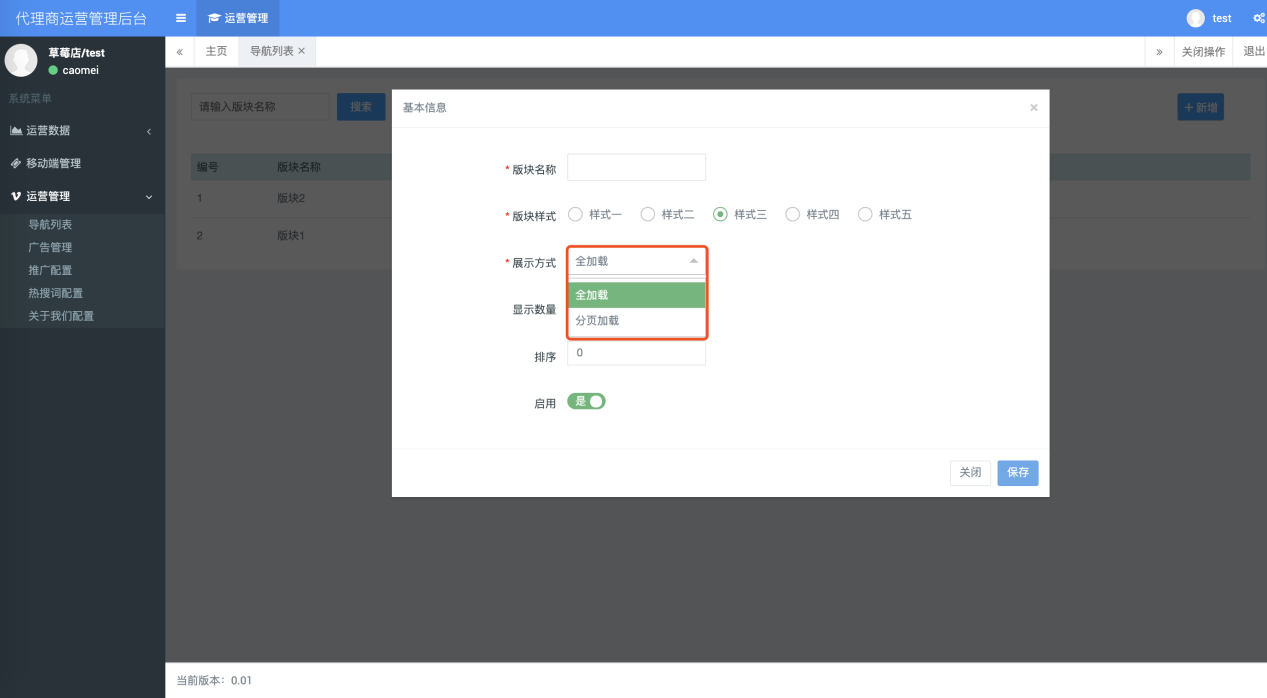 代理商运营管理后台
运营管理
test
草莓店/test
caomei
系统菜单
运营数据
移动端管理
运营管理
导航列表
广告管理
推广配置
热搜词配置
关于我们配置
« 主页 导航列表 × » 关闭操作 退出
请输入版块名称 搜索 +新增
编号 版块名称
1 版块2
2 版块1
基本信息 ×
* 版块名称
* 版块样式 样式一 样式二 样式三 样式四 样式五
* 展示方式 全加载
全加载
分页加载
显示数量
排序 0
启用 是
关闭 保存
当前版本：0.01